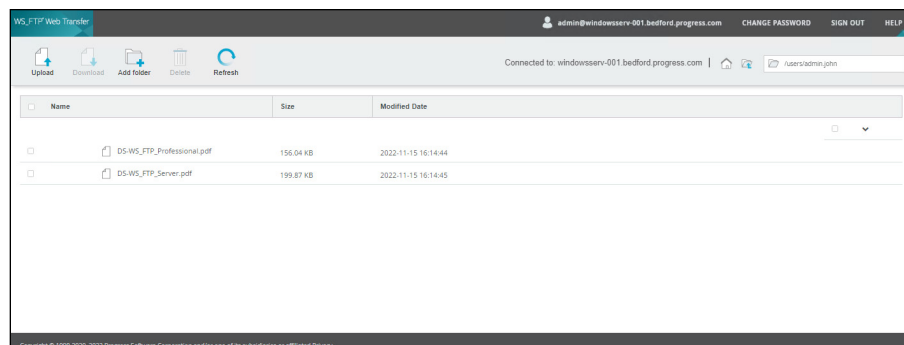 WS_FTP® Web Transfer
admin@windowsserv-001.bedford.progress.com CHANGE PASSWORD SIGN OUT HELP
Upload Download Add folder Delete Refresh
Connected to: windowsserv-001.bedford.progress.com | /users/admin.john
Name Size Modified Date
DS-WS_FTP_Professional.pdf 156.04 KB 2022-11-15 16:14:44
DS-WS_FTP_Server.pdf 199.87 KB 2022-11-15 16:14:45